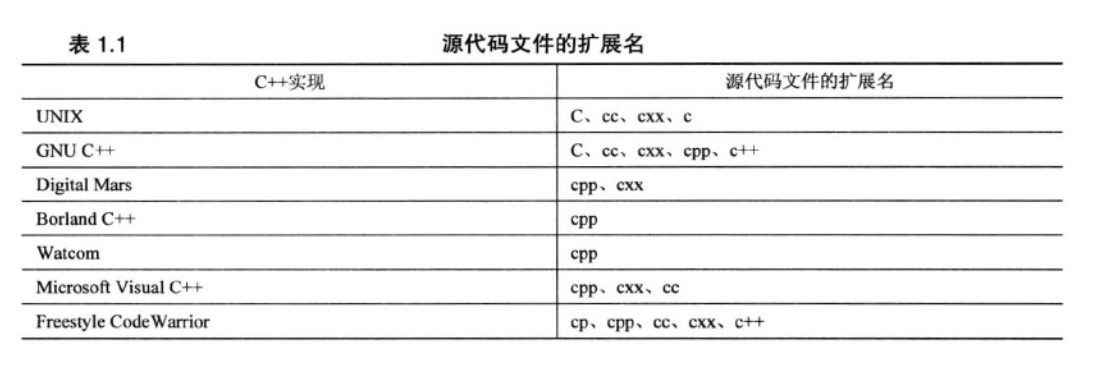 表 1.1 源代码文件的扩展名
C++实现 源代码文件的扩展名
UNIX C、cc、cxx、c
GNU C++ C、cc、cxx、cpp、c++
Digital Mars cpp、cxx
Borland C++ cpp
Watcom cpp
Microsoft Visual C++ cpp、cxx、cc
Freestyle CodeWarrior cp、cpp、cc、cxx、c++